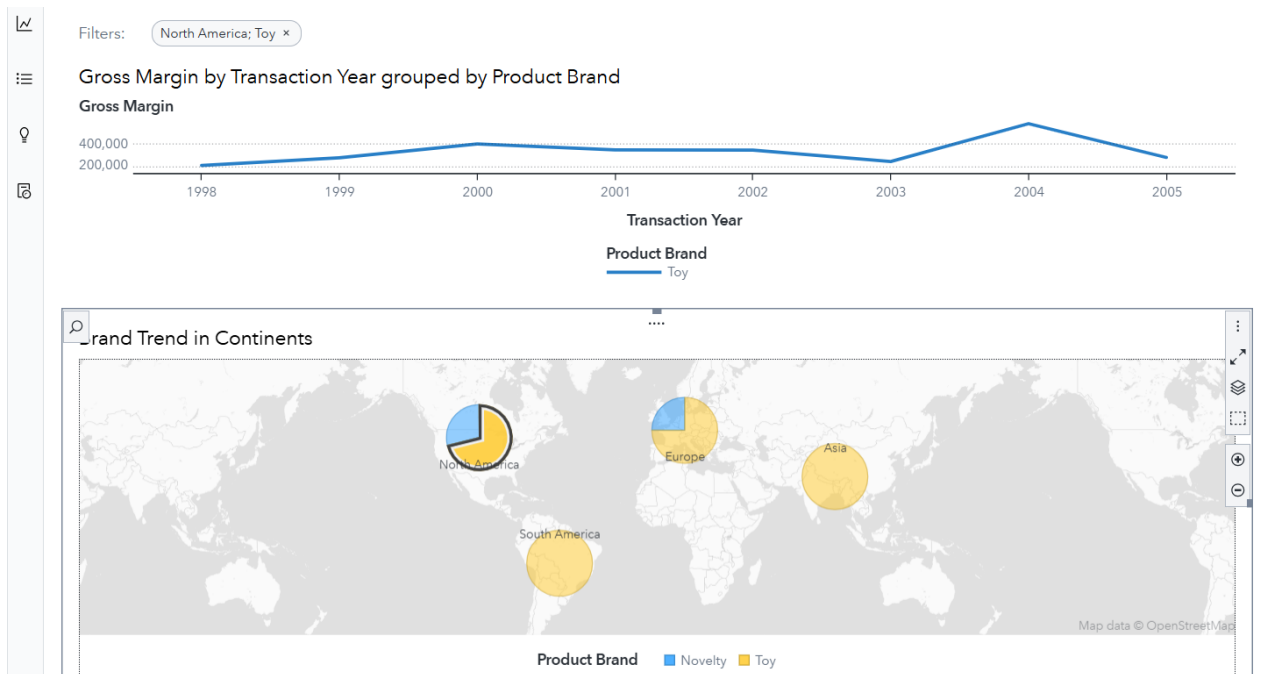 Filters: North America; Toy ×
Gross Margin by Transaction Year grouped by Product Brand
Gross Margin
400,000
200,000
1998 1999 2000 2001 2002 2003 2004 2005
Transaction Year
Product Brand
Toy
Brand Trend in Continents
North America
Europe
Asia
South America
Map data © OpenStreetMap
Product Brand Novelty Toy